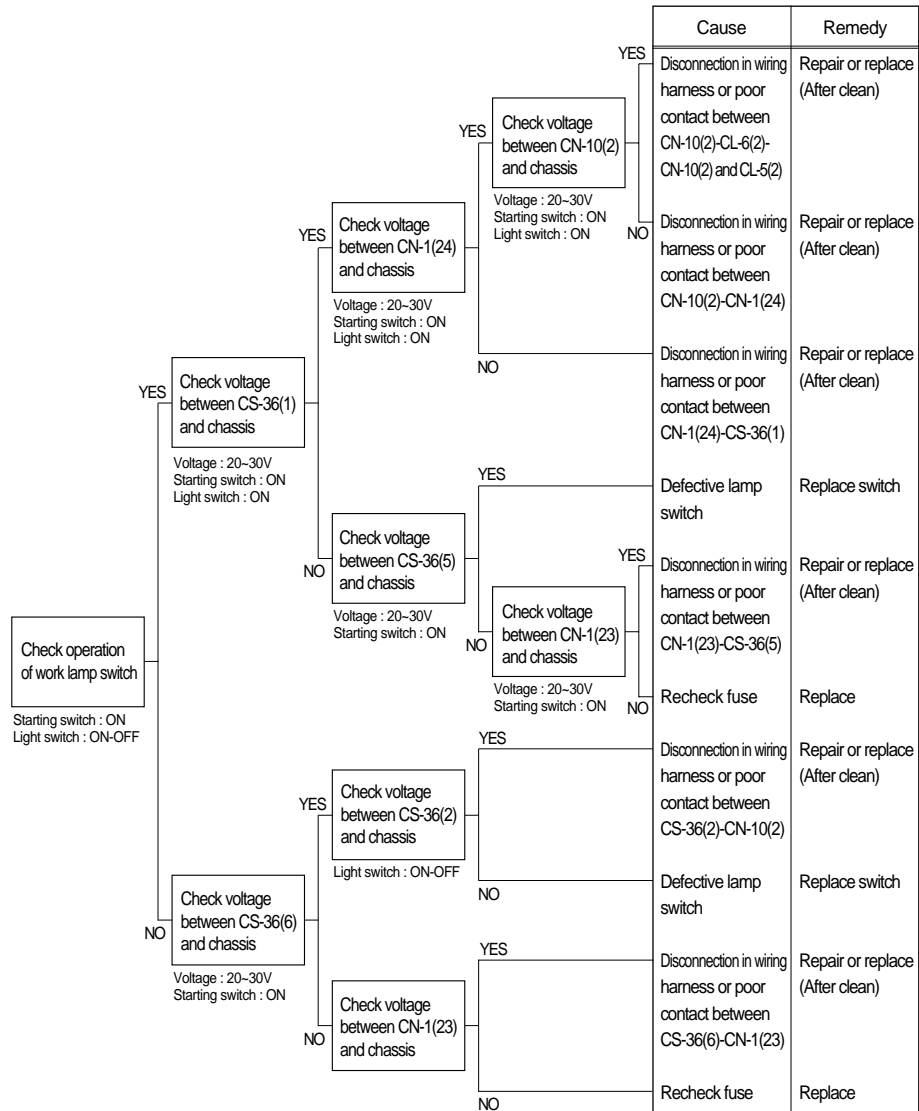 Cause Remedy
YES
Disconnection in wiring Repair or replace
harness or poor (After clean)
contact between
CN-10(2)-CL-6(2)-
CN-10(2) and CL-5(2)
YES
Check voltage
between CN-10(2)
and chassis
Voltage : 20~30V
Starting switch : ON
Light switch : ON
NO
Disconnection in wiring Repair or replace
harness or poor (After clean)
contact between
CN-10(2)-CN-1(24)
YES
Check voltage
between CN-1(24)
and chassis
Voltage : 20~30V
Starting switch : ON
Light switch : ON
NO
Disconnection in wiring Repair or replace
harness or poor (After clean)
contact between
CN-1(24)-CS-36(1)
YES
Check voltage
between CS-36(1)
and chassis
Voltage : 20~30V
Starting switch : ON
Light switch : ON
YES
Defective lamp Replace switch
switch
NO
Check voltage
between CS-36(5)
and chassis
Voltage : 20~30V
Starting switch : ON
YES
Disconnection in wiring Repair or replace
harness or poor (After clean)
contact between
CN-1(23)-CS-36(5)
NO
Check voltage
between CN-1(23)
and chassis
Voltage : 20~30V
Starting switch : ON
NO
Recheck fuse Replace
Check operation
of work lamp switch
Starting switch : ON
Light switch : ON-OFF
YES
Disconnection in wiring Repair or replace
harness or poor (After clean)
contact between
CS-36(2)-CN-10(2)
YES
Check voltage
between CS-36(2)
and chassis
Light switch : ON-OFF
NO
Defective lamp Replace switch
switch
NO
Check voltage
between CS-36(6)
and chassis
Voltage : 20~30V
Starting switch : ON
YES
Disconnection in wiring Repair or replace
harness or poor (After clean)
contact between
CS-36(6)-CN-1(23)
NO
Check voltage
between CN-1(23)
and chassis
NO
Recheck fuse Replace